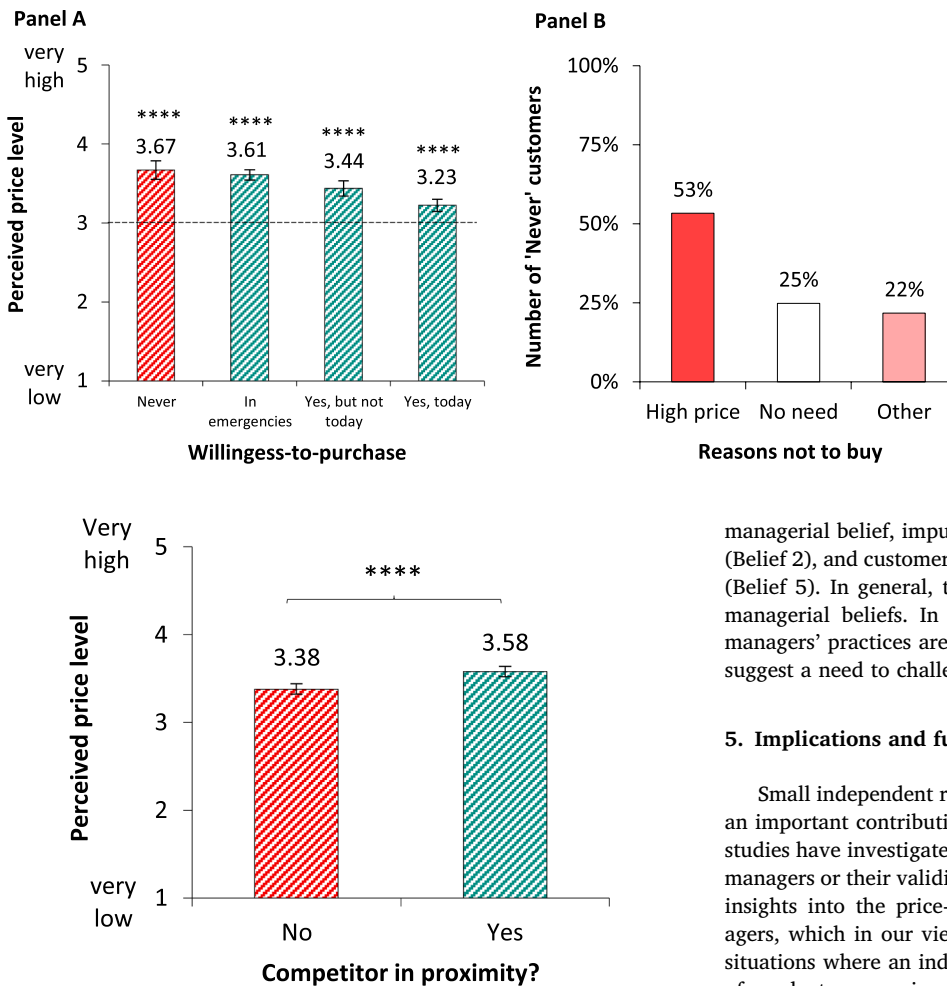 Panel A
very
high
5
4
3
2
1
very
low
Perceived price level
****
3.67
****
3.61
****
3.44
****
3.23
Never
In
emergencies
Yes, but not
today
Yes, today
Willingess-to-purchase
Panel B
100%
75%
50%
25%
0%
Number of 'Never' customers
53%
25%
22%
High price
No need
Other
Reasons not to buy
Very
high
5
4
3
2
1
very
low
Perceived price level
****
3.38
3.58
No
Yes
Competitor in proximity?
managerial belief, impu
(Belief 2), and customer
(Belief 5). In general, t
managerial beliefs. In
managers' practices are
suggest a need to challe
5. Implications and fu
Small independent r
an important contributi
studies have investigate
managers or their validi
insights into the price-
agers, which in our vie
situations where an ind